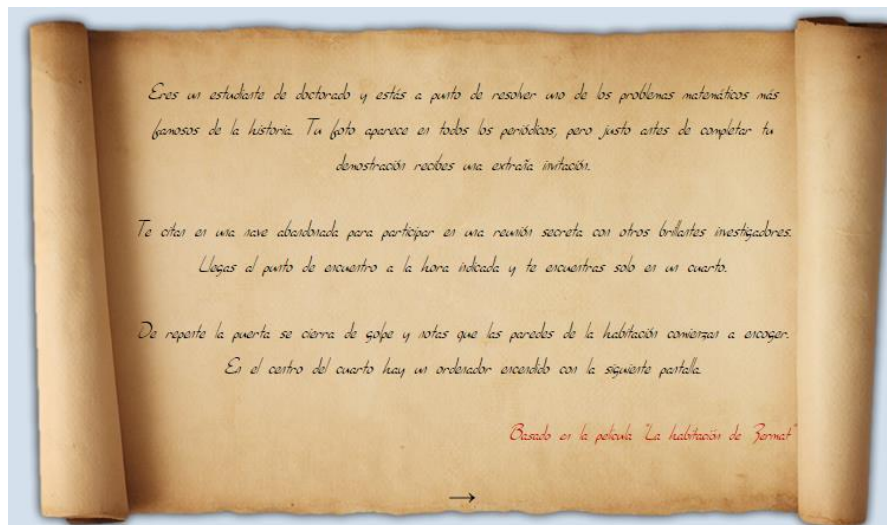 Eres un estudiante de doctorado y estás a punto de resolver uno de los problemas matemáticos más
famosos de la historia. Tu foto aparece en todos los periódicos, pero justo antes de completar tu
demostración recibes una extraña invitación.
Te citan en una nave abandonada para participar en una reunión secreta con otros brillantes investigadores.
Llegas al punto de encuentro a la hora indicada y te encuentras solo en un cuarto.
De repente la puerta se cierra de golpe y notas que las paredes de la habitación comienzan a encoger.
En el centro del cuarto hay un ordenador encendido con la siguiente pantalla.
Basado en la película "La habitación de Fermat"